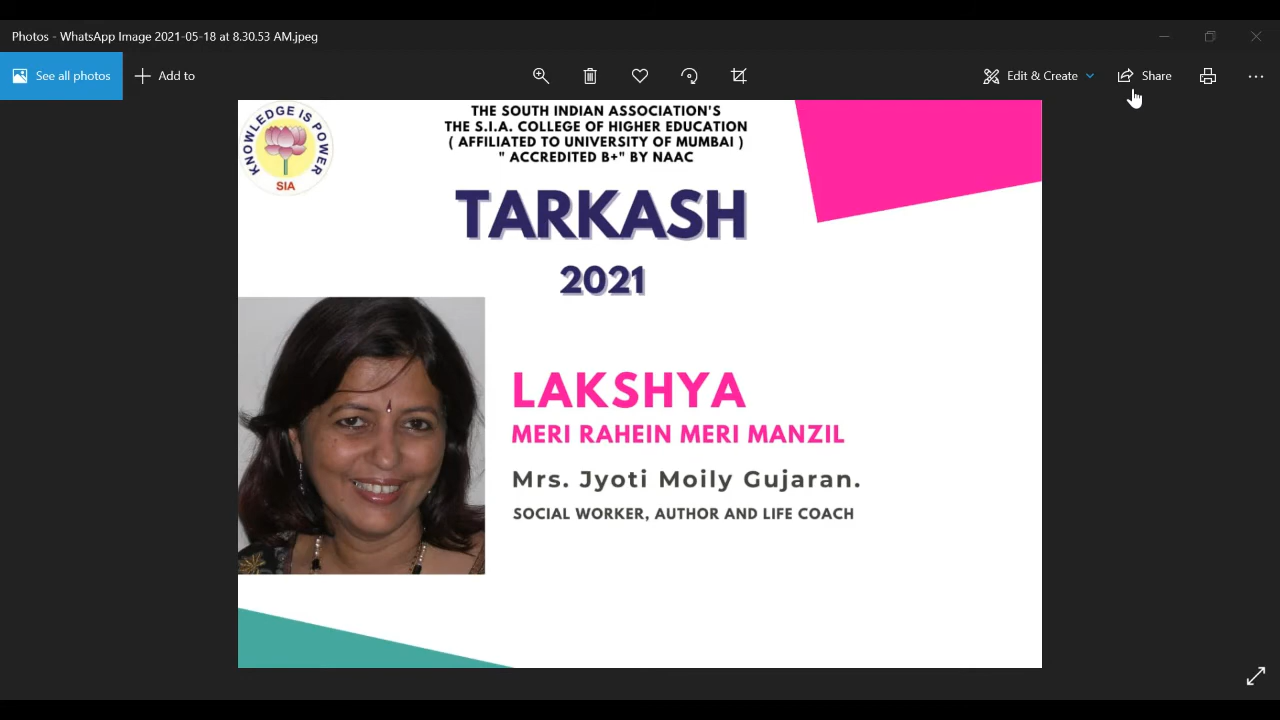 Photos - WhatsApp Image 2021-05-18 at 8.30.53 AM.jpeg
See all photos
Add to
Edit & Create
Share
KNOWLEDGE IS POWER
SIA
THE SOUTH INDIAN ASSOCIATION'S
THE S.I.A. COLLEGE OF HIGHER EDUCATION
( AFFILIATED TO UNIVERSITY OF MUMBAI )
" ACCREDITED B+" BY NAAC
TARKASH
2021
LAKSHYA
MERI RAHEIN MERI MANZIL
Mrs. Jyoti Moily Gujaran.
SOCIAL WORKER, AUTHOR AND LIFE COACH